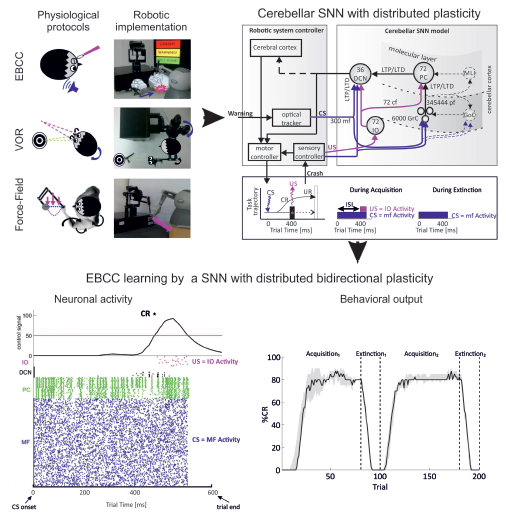 Physiological protocols
Robotic implementation
Cerebellar SNN with distributed plasticity
EBCC
VOR
Force-Field
Robotic system controller
Cerebellar SNN model
Cerebral cortex
molecular layer
36 DCN
LTP/LTD
72 PC
MLI
LTP/LTD
LTP/LTD
cerebellar cortex
72 cf
345444 pf
GoC
Warning
optical tracker
CS
300 mf
72 IO
6000 GrC
US
motor controller
sensory controller
Crash
Task trajectory
CS
US
CR
UR
0
400
Trial Time [ms]
During Acquisition
ISI
US = IO Activity
CS = mf Activity
0
400
Trial Time [ms]
During Extinction
CS = mf Activity
0
400
Trial Time [ms]
EBCC learning by a SNN with distributed bidirectional plasticity
Neuronal activity
control signal
100
50
0
CR
IO
US = IO Activity
DCN
PC
MF
CS = MF Activity
0
200
400
600
CS onset
Trial Time [ms]
trial end
Behavioral output
Acquisition₁
Extinction₁
Acquisition₂
Extinction₂
%CR
100
80
60
40
20
0
50
100
150
200
Trial